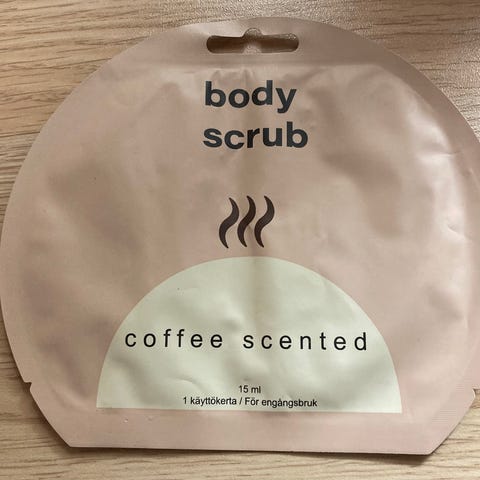 body
scrub
coffee scented
15 ml
1 käyttökerta / För engångsbruk